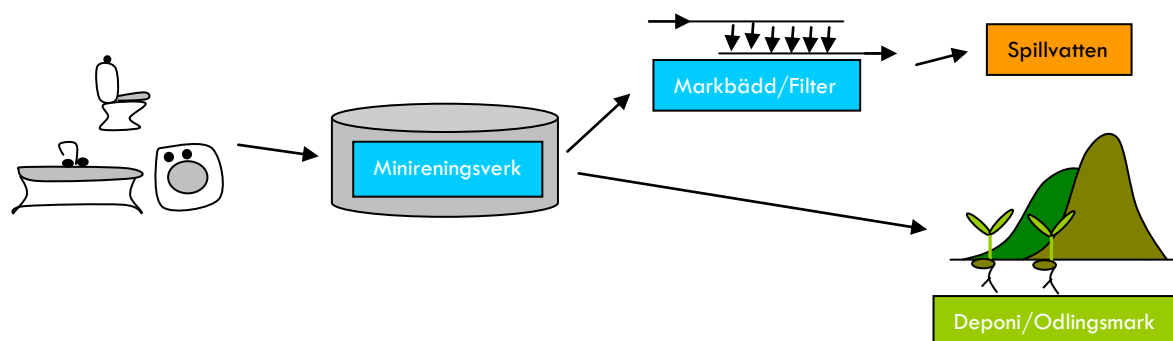 Spillvatten
Markbädd/Filter
Minireningsverk
Deponi/Odlingsmark